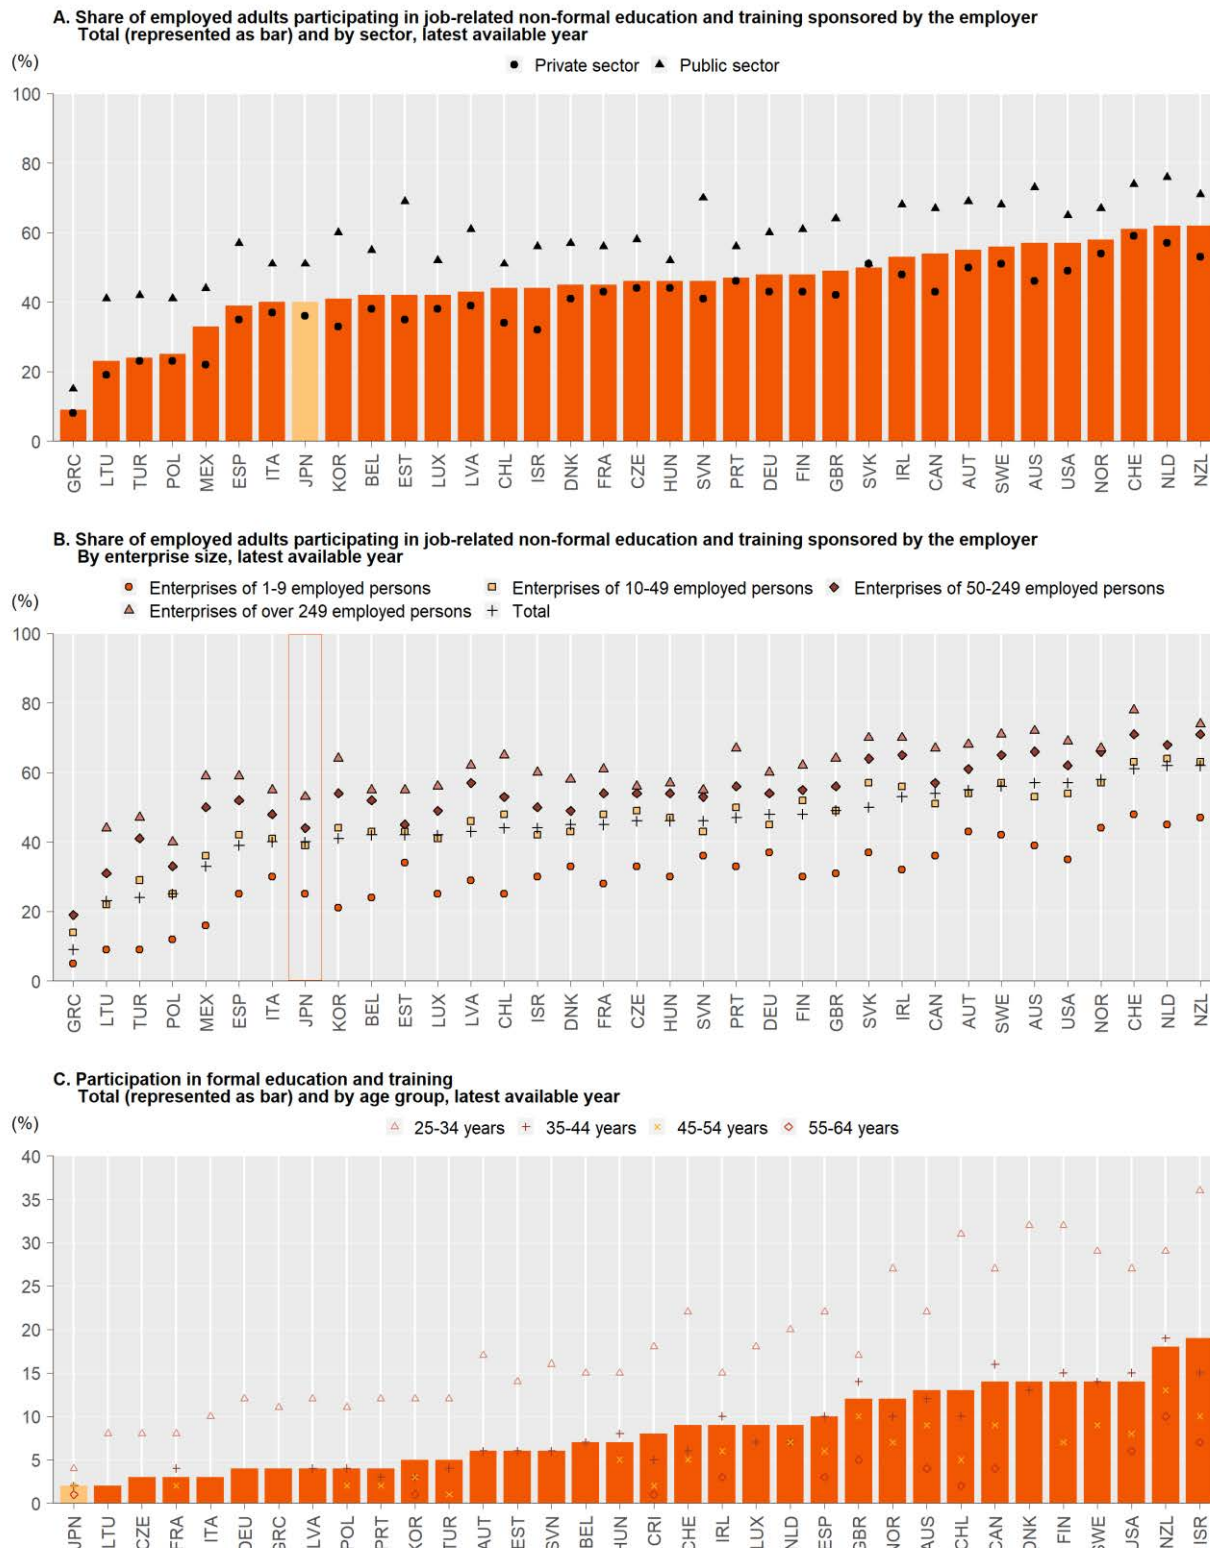 A. Share of employed adults participating in job-related non-formal education and training sponsored by the employer
Total (represented as bar) and by sector, latest available year
(%)
Private sector Public sector
100
80
60
40
20
0
GRC LTU TUR POL MEX ESP ITA JPN KOR BEL EST LUX LVA CHL ISR DNK FRA CZE HUN SVN PRT DEU FIN GBR SVK IRL CAN AUT SWE AUS USA NOR CHE NLD NZL
B. Share of employed adults participating in job-related non-formal education and training sponsored by the employer
By enterprise size, latest available year
Enterprises of 1-9 employed persons Enterprises of 10-49 employed persons Enterprises of 50-249 employed persons
(%)
Enterprises of over 249 employed persons Total
100
80
60
40
20
0
GRC LTU TUR POL MEX ESP ITA JPN KOR BEL EST LUX LVA CHL ISR DNK FRA CZE HUN SVN PRT DEU FIN GBR SVK IRL CAN AUT SWE AUS USA NOR CHE NLD NZL
C. Participation in formal education and training
Total (represented as bar) and by age group, latest available year
(%)
25-34 years 35-44 years 45-54 years 55-64 years
40
35
30
25
20
15
10
5
0
JPN LTU CZE FRA ITA DEU GRC LVA POL PRT KOR TUR AUT EST SVN BEL HUN CRI CHE IRL LUX NLD ESP GBR NOR AUS CHL CAN DNK FIN SWE USA NZL ISR